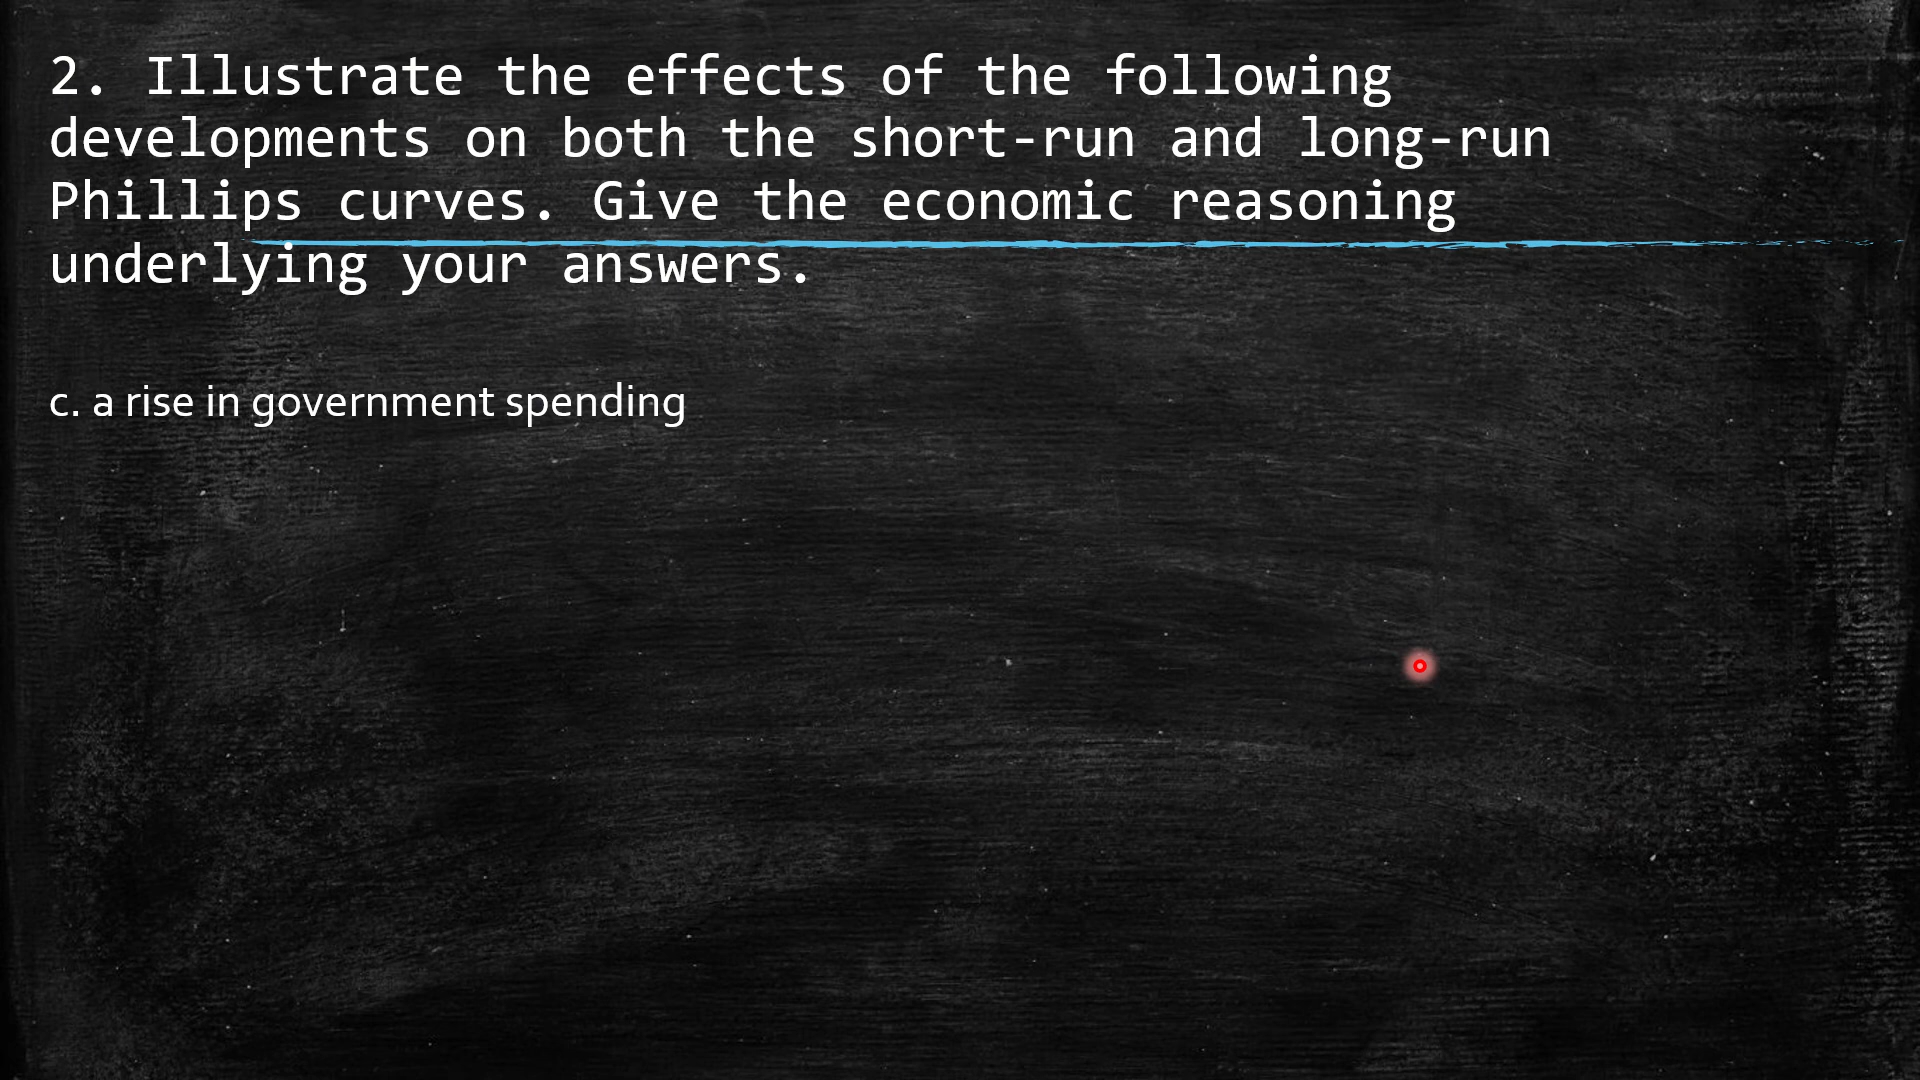 2. Illustrate the effects of the following
developments on both the short-run and long-run
Phillips curves. Give the economic reasoning
underlying your answers.
c. a rise in government spending